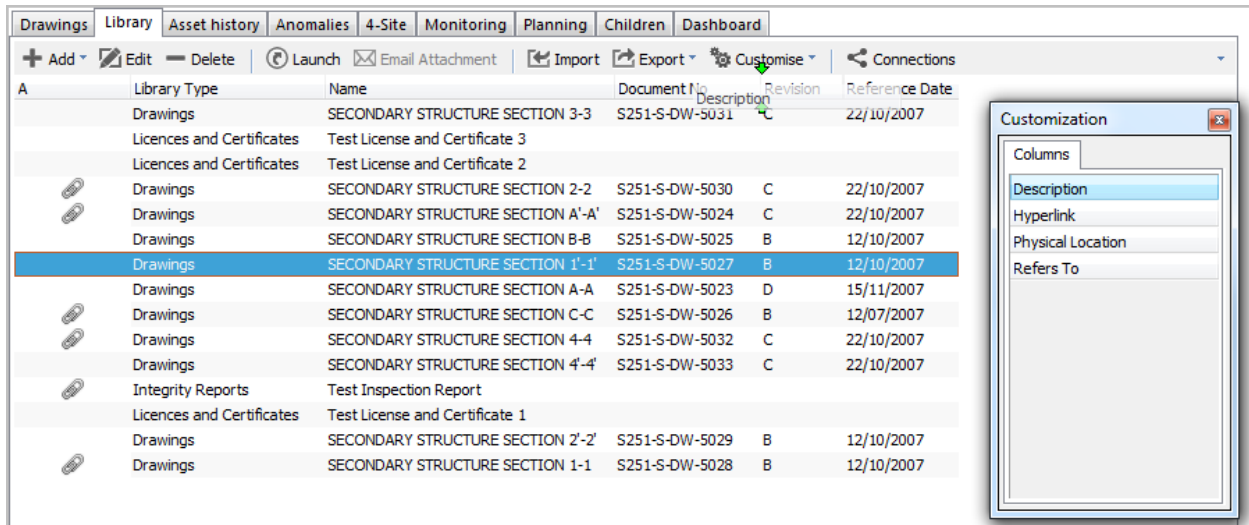 Drawings Library Asset history Anomalies 4-Site Monitoring Planning Children Dashboard
Add Edit Delete Launch Email Attachment Import Export Customise Connections
A Library Type Name Document No Revision Reference Date
Description
Drawings SECONDARY STRUCTURE SECTION 3-3 S251-S-DW-5031 C 22/10/2007
Licences and Certificates Test License and Certificate 3
Licences and Certificates Test License and Certificate 2
Drawings SECONDARY STRUCTURE SECTION 2-2 S251-S-DW-5030 C 22/10/2007
Drawings SECONDARY STRUCTURE SECTION A'-A' S251-S-DW-5024 C 22/10/2007
Drawings SECONDARY STRUCTURE SECTION B-B S251-S-DW-5025 B 12/10/2007
Drawings SECONDARY STRUCTURE SECTION 1'-1' S251-S-DW-5027 B 12/10/2007
Drawings SECONDARY STRUCTURE SECTION A-A S251-S-DW-5023 D 15/11/2007
Drawings SECONDARY STRUCTURE SECTION C-C S251-S-DW-5026 B 12/07/2007
Drawings SECONDARY STRUCTURE SECTION 4-4 S251-S-DW-5032 C 22/10/2007
Drawings SECONDARY STRUCTURE SECTION 4'-4' S251-S-DW-5033 C 22/10/2007
Integrity Reports Test Inspection Report
Licences and Certificates Test License and Certificate 1
Drawings SECONDARY STRUCTURE SECTION 2'-2' S251-S-DW-5029 B 12/10/2007
Drawings SECONDARY STRUCTURE SECTION 1-1 S251-S-DW-5028 B 12/10/2007
Customization
Columns
Description
Hyperlink
Physical Location
Refers To